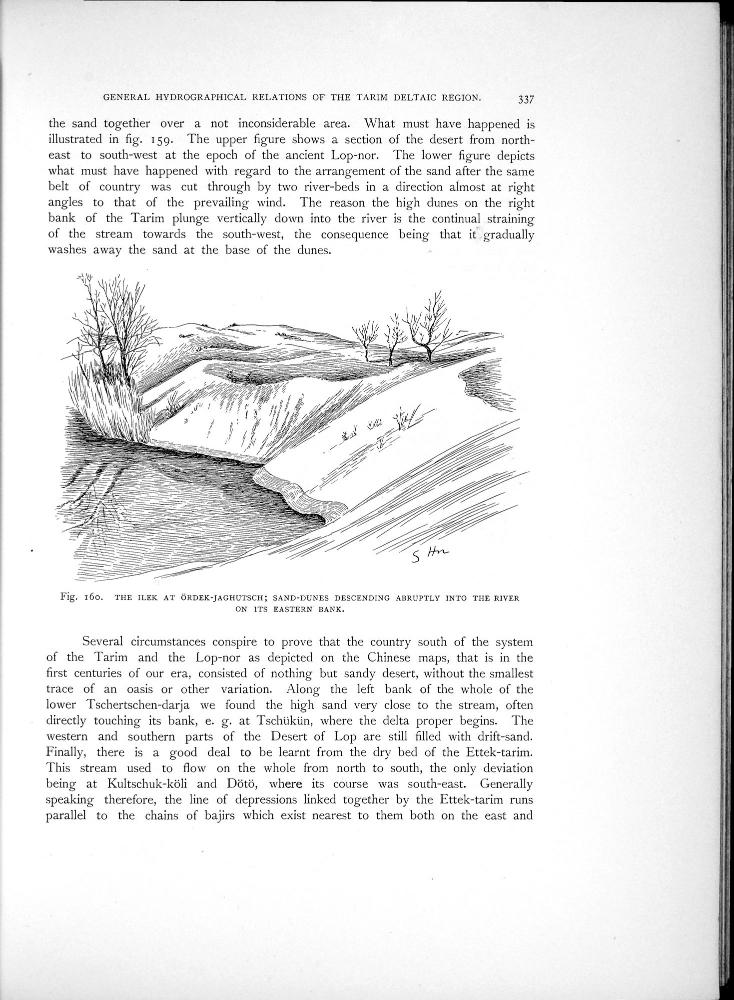 GENERAL HYDROGRAPHICAL RELATIONS OF THE TARIM DELTAIC REGION. 337
the sand together over a not inconsiderable area. What must have happened is
illustrated in fig. 159. The upper figure shows a section of the desert from north-
east to south-west at the epoch of the ancient Lop-nor. The lower figure depicts
what must have happened with regard to the arrangement of the sand after the same
belt of country was cut through by two river-beds in a direction almost at right
angles to that of the prevailing wind. The reason the high dunes on the right
bank of the Tarim plunge vertically down into the river is the continual straining
of the stream towards the south-west, the consequence being that it gradually
washes away the sand at the base of the dunes.
S Hn
Fig. 160. THE ILEK AT ÖRDEK-JAGHUTSCH; SAND-DUNES DESCENDING ABRUPTLY INTO THE RIVER
ON ITS EASTERN BANK.
Several circumstances conspire to prove that the country south of the system
of the Tarim and the Lop-nor as depicted on the Chinese maps, that is in the
first centuries of our era, consisted of nothing but sandy desert, without the smallest
trace of an oasis or other variation. Along the left bank of the whole of the
lower Tschertschen-darja we found the high sand very close to the stream, often
directly touching its bank, e. g. at Tschükün, where the delta proper begins. The
western and southern parts of the Desert of Lop are still filled with drift-sand.
Finally, there is a good deal to be learnt from the dry bed of the Ettek-tarim.
This stream used to flow on the whole from north to south, the only deviation
being at Kultschuk-köli and Dötö, where its course was south-east. Generally
speaking therefore, the line of depressions linked together by the Ettek-tarim runs
parallel to the chains of bajirs which exist nearest to them both on the east and